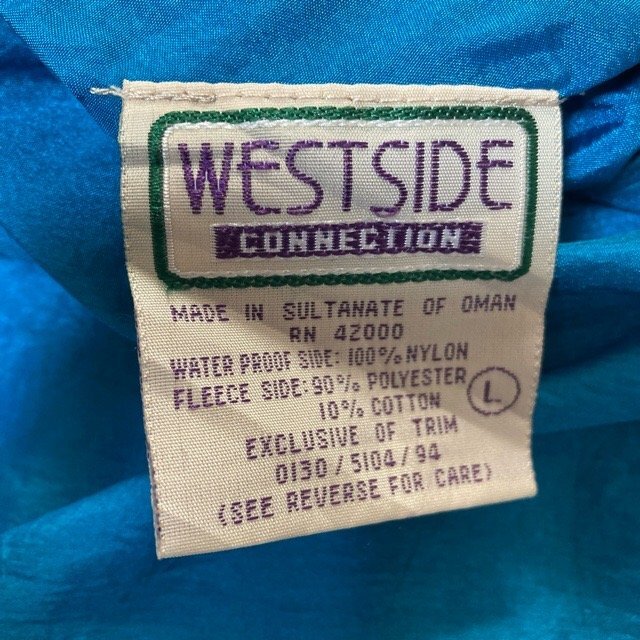 WESTSIDE
CONNECTION
MADE IN SULTANATE OF OMAN
RN 42000
WATER PROOF SIDE: 100% NYLON
FLEECE SIDE: 90% POLYESTER
L
10% COTTON
EXCLUSIVE OF TRIM
0130/5104/94
(SEE REVERSE FOR CARE)